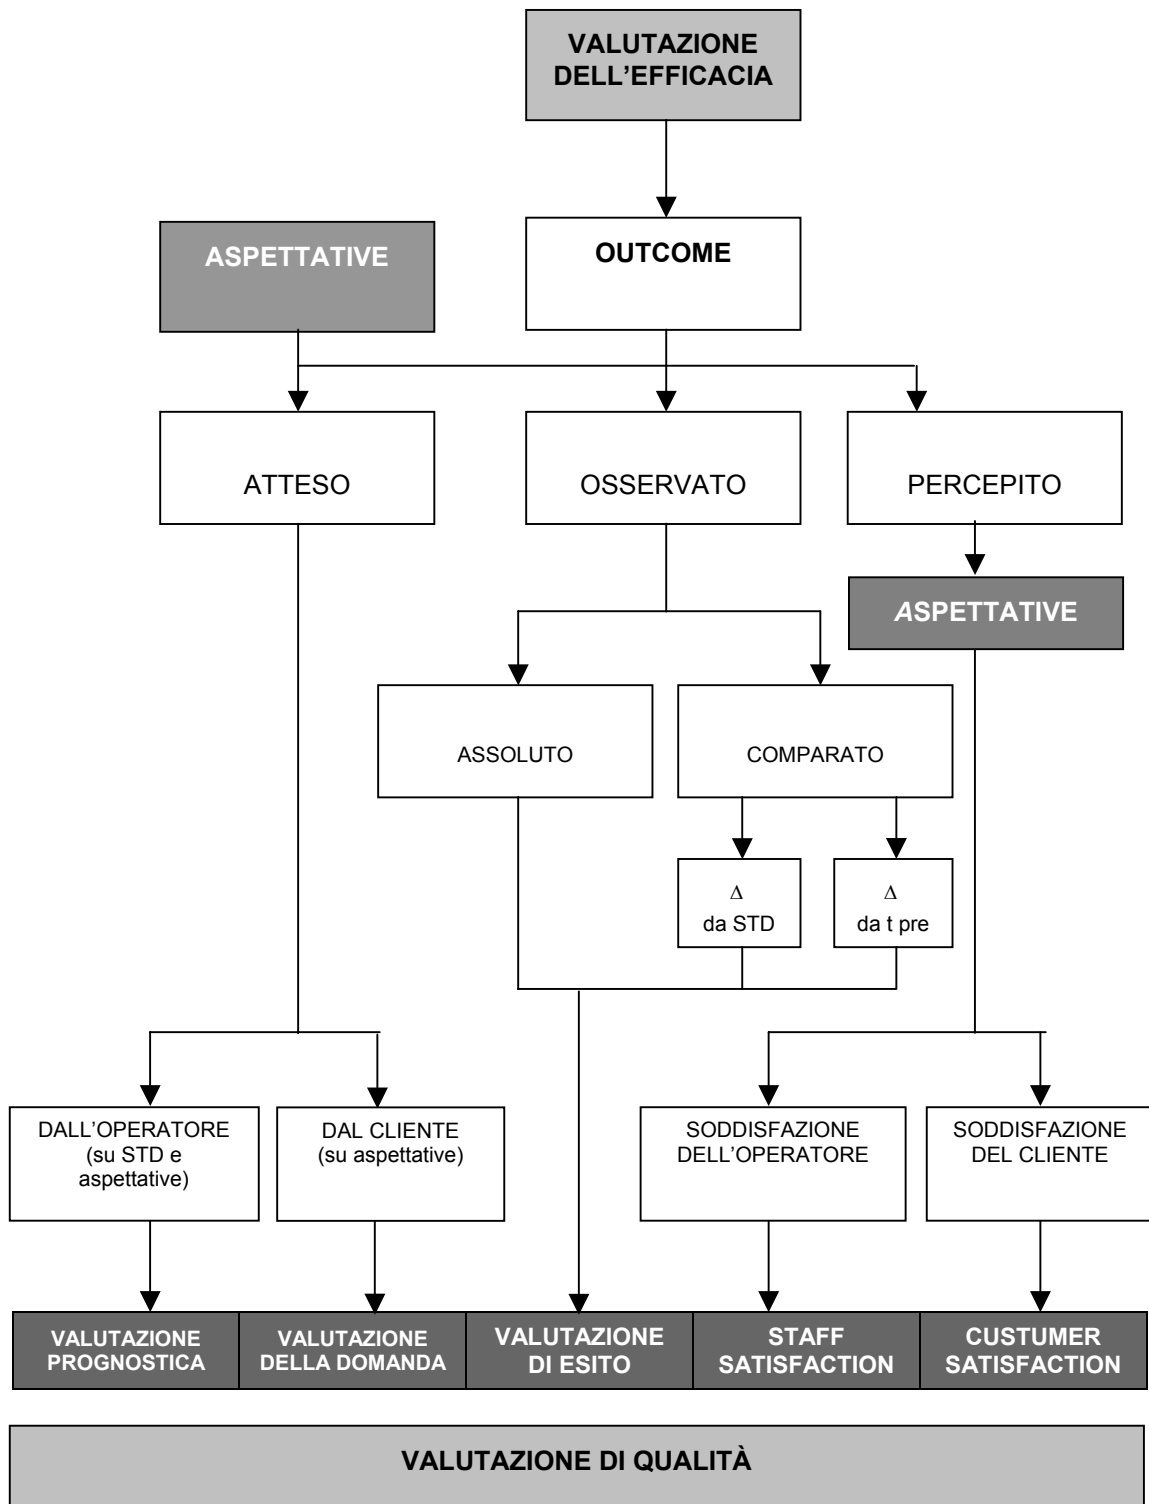 VALUTAZIONE
DELL’EFFICACIA
ASPETTATIVE
OUTCOME
ATTESO
OSSERVATO
PERCEPITO
ASPETTATIVE
ASSOLUTO
COMPARATO
Δ
da STD
Δ
da t pre
DALL’OPERATORE
(su STD e
aspettative)
DAL CLIENTE
(su aspettative)
SODDISFAZIONE
DELL’OPERATORE
SODDISFAZIONE
DEL CLIENTE
VALUTAZIONE
PROGNOSTICA
VALUTAZIONE
DELLA DOMANDA
VALUTAZIONE
DI ESITO
STAFF
SATISFACTION
CUSTUMER
SATISFACTION
VALUTAZIONE DI QUALITÀ